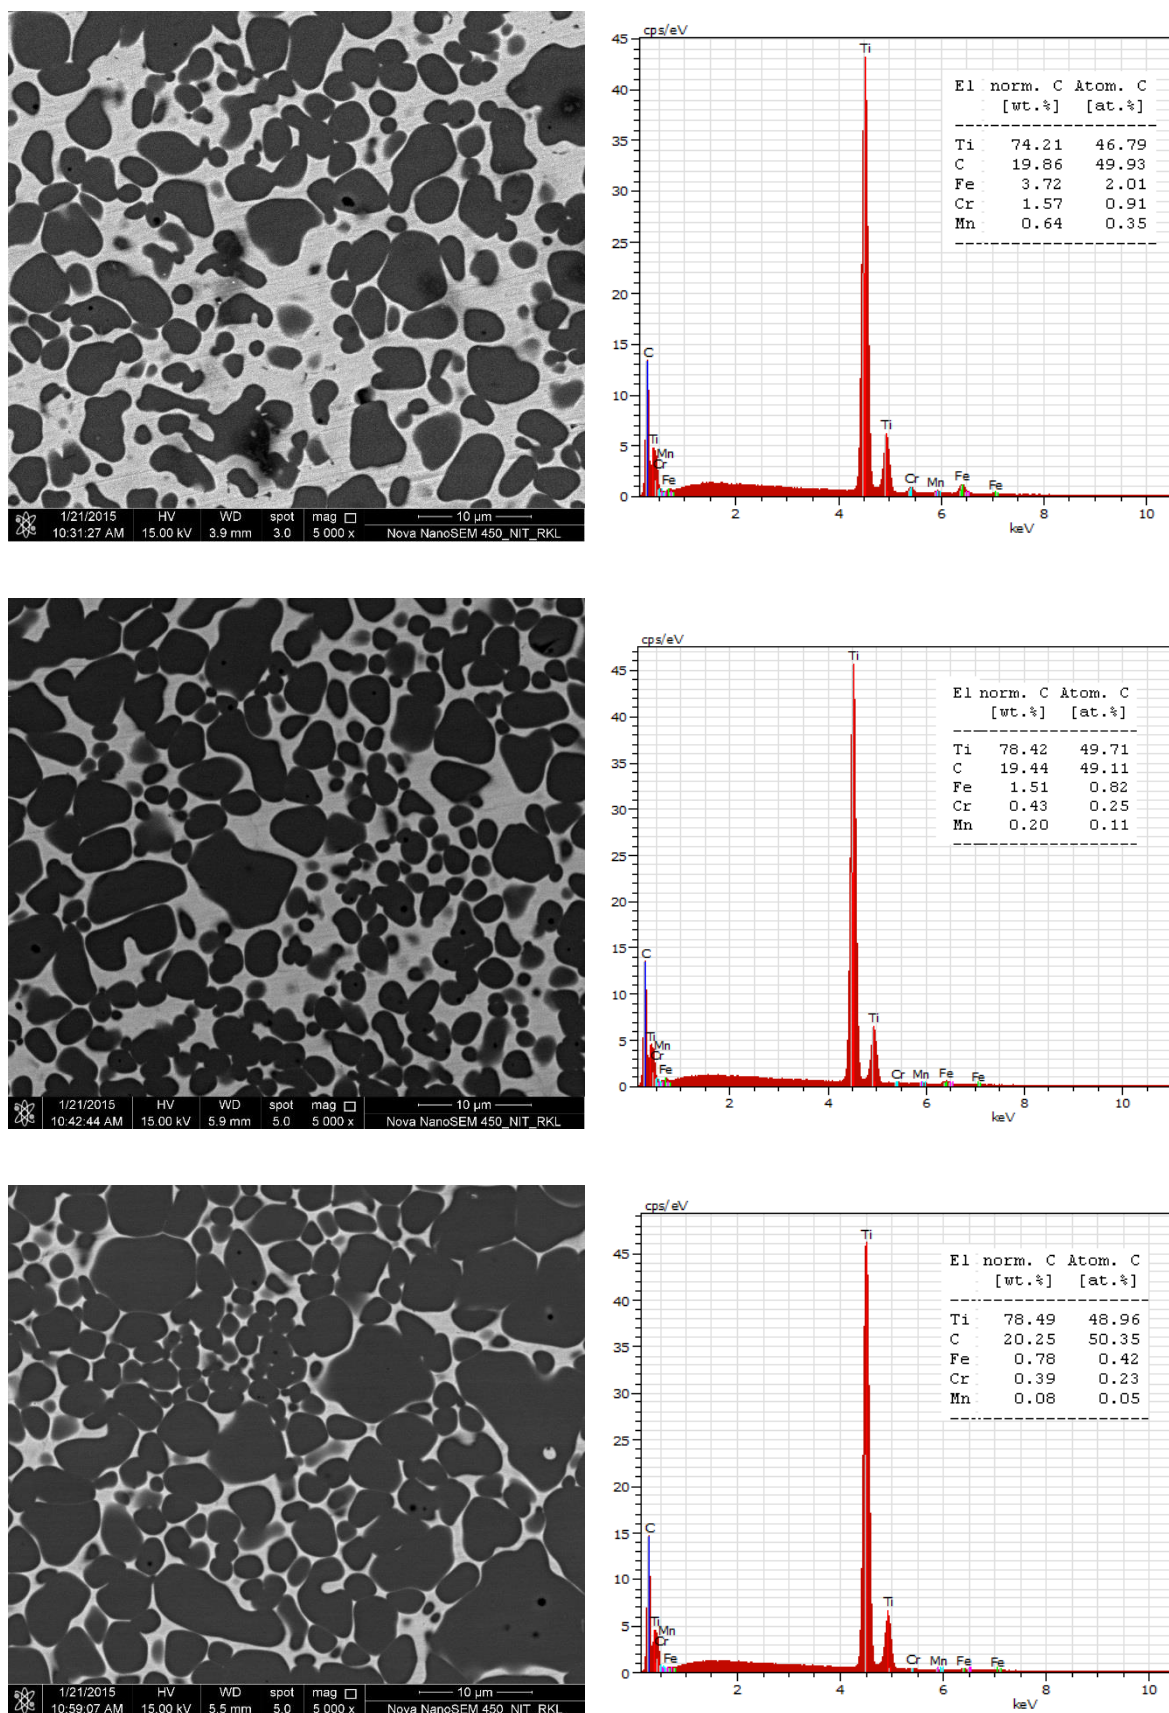 cps/eV
45
40
35
30
25
20
15
10
5
0
Ti
El norm. C Atom. C
[wt.%] [at.%]
Ti 74.21 46.79
C 19.86 49.93
Fe 3.72 2.01
Cr 1.57 0.91
Mn 0.64 0.35
C
Ti
Mn
Cr
Fe
Ti
Cr
Mn
Fe
Fe
2 4 6 8 10
keV
1/21/2015 HV WD spot mag 10 µm
10:31:27 AM 15.00 kV 3.9 mm 3.0 5 000 x Nova NanoSEM 450_NIT_RKL
cps/eV
45
40
35
30
25
20
15
10
5
0
Ti
El norm. C Atom. C
[wt.%] [at.%]
Ti 78.42 49.71
C 19.44 49.11
Fe 1.51 0.82
Cr 0.43 0.25
Mn 0.20 0.11
C
Ti
Mn
Cr
Fe
Ti
Cr
Mn
Fe
Fe
2 4 6 8 10
keV
1/21/2015 HV WD spot mag 10 µm
10:42:44 AM 15.00 kV 5.9 mm 5.0 5 000 x Nova NanoSEM 450_NIT_RKL
cps/eV
45
40
35
30
25
20
15
10
5
0
Ti
El norm. C Atom. C
[wt.%] [at.%]
Ti 78.49 48.96
C 20.25 50.35
Fe 0.78 0.42
Cr 0.39 0.23
Mn 0.08 0.05
C
Ti
Mn
Cr
Fe
Ti
Cr
Mn
Fe
Fe
2 4 6 8 10
keV
1/21/2015 HV WD spot mag 10 µm
10:59:07 AM 15.00 kV 5.5 mm 5.0 5 000 x Nova NanoSEM 450_NIT_RKL